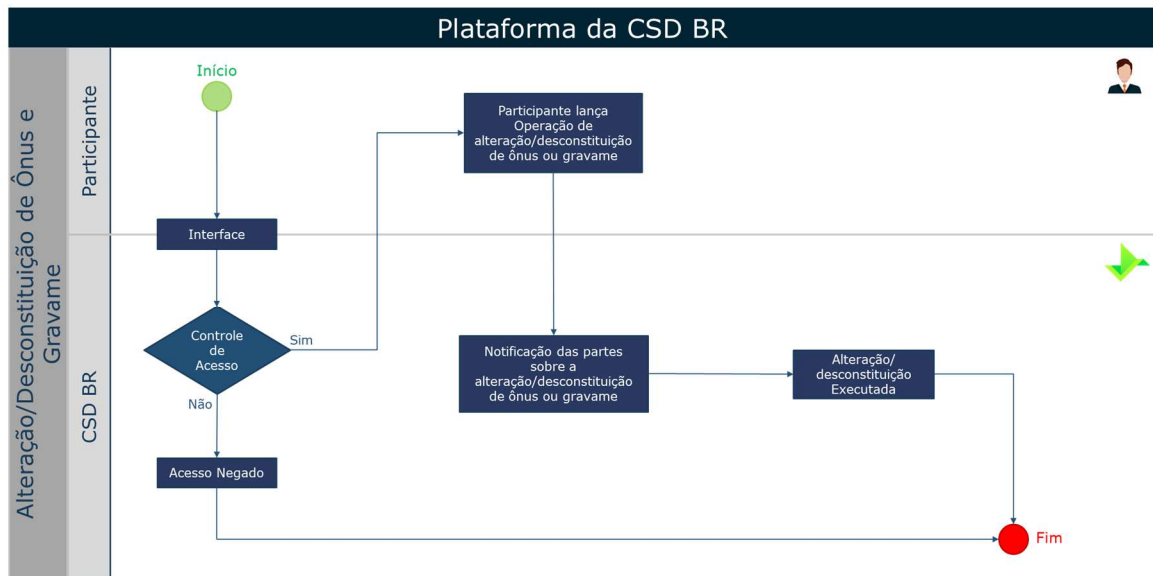 Plataforma da CSD BR
Alteração/Desconstituição de Ônus e
Gravame
Participante
CSD BR
Início
Participante lança
Operação de
alteração/desconstituição
de ônus ou gravame
Interface
Controle
de
Acesso
Sim
Não
Notificação das partes
sobre a
alteração/desconstituição
de ônus ou gravame
Alteração/
desconstituição
Executada
Acesso Negado
Fim